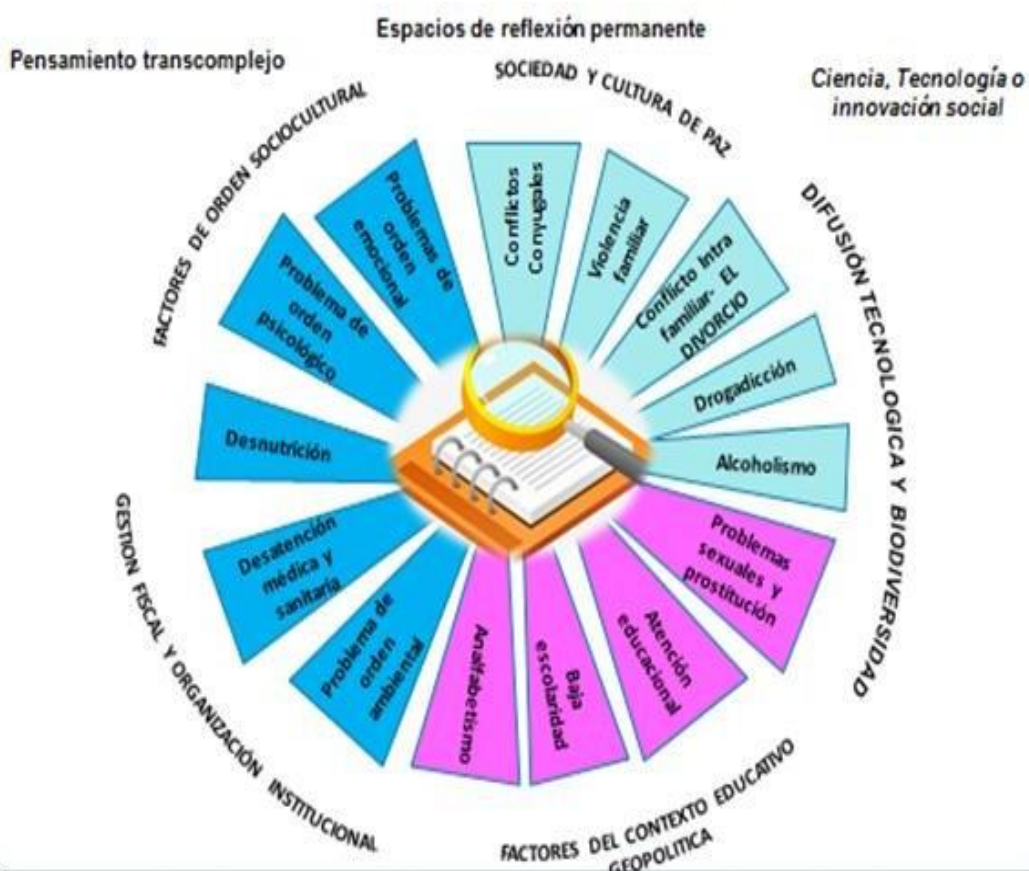 Espacios de reflexión permanente
Pensamiento transcomplejo
Ciencia, Tecnología o
innovación social
SOCIEDAD Y CULTURA DE PAZ
FACTORES DE ORDEN SOCIOCULTURAL
DIFUSIÓN TECNOLOGICA Y BIODIVERSIDAD
Conflictos
Conyugales
Violencia
familiar
Conflicto Intra
familiar- EL
DIVORCIO
Drogadicción
Alcoholismo
Problemas
sexuales y
prostitución
Atención
educacional
Baja
escolaridad
Analfabetismo
Problema de
orden
ambiental
Desatención
médica y
sanitaria
Desnutrición
Problema de
orden
psicológico
Problemas de
orden
emocional
GESTION FISCAL Y ORGANIZACIÓN INSTITUCIONAL
FACTORES DEL CONTEXTO EDUCATIVO
GEOPOLITICA